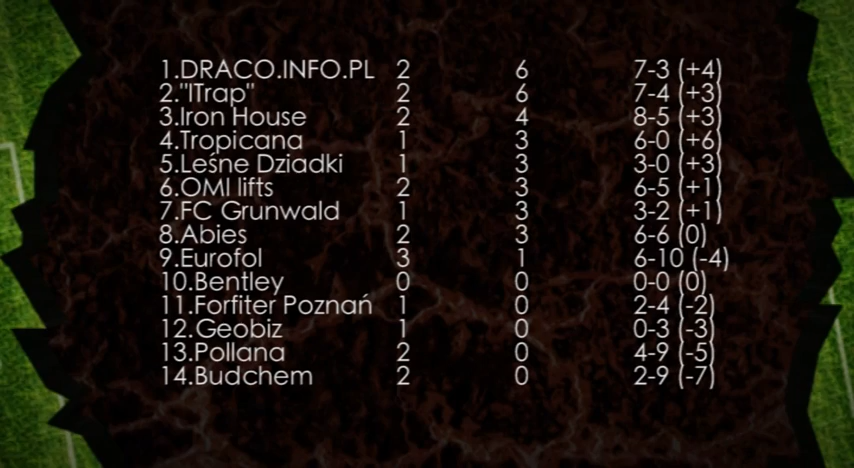 1.DRACO.INFO.PL 2 6 7-3 (+4)
2."ITrap" 2 6 7-4 (+3)
3.Iron House 2 4 8-5 (+3)
4.Tropicana 1 3 6-0 (+6)
5.Leśne Dziadki 1 3 3-0 (+3)
6.OMI lifts 2 3 6-5 (+1)
7.FC Grunwald 1 3 3-2 (+1)
8.Abies 2 3 6-6 (0)
9.Eurofol 3 1 6-10 (-4)
10.Bentley 0 0 0-0 (0)
11.Forfiter Poznań 1 0 2-4 (-2)
12.Geobiz 1 0 0-3 (-3)
13.Pollana 2 0 4-9 (-5)
14.Budchem 2 0 2-9 (-7)